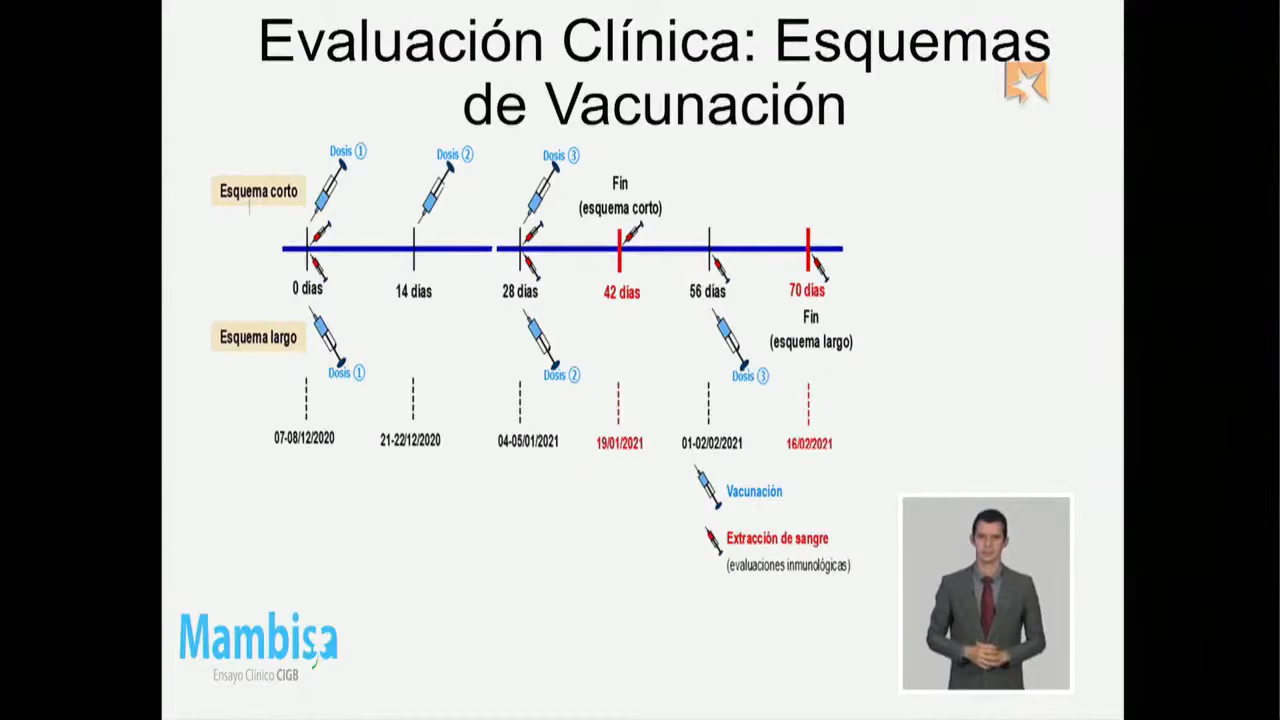 Evaluación Clínica: Esquemas
de Vacunación
Dosis 1
Dosis 2
Dosis 3
Esquema corto
Fin
(esquema corto)
0 días
14 días
28 días
42 días
56 días
70 días
Fin
(esquema largo)
Esquema largo
Dosis 1
Dosis 2
Dosis 3
07-08/12/2020
21-22/12/2020
04-05/01/2021
19/01/2021
01-02/02/2021
16/02/2021
Vacunación
Extracción de sangre
(evaluaciones inmunológicas)
Mambisa
Ensayo Clínico CIGB